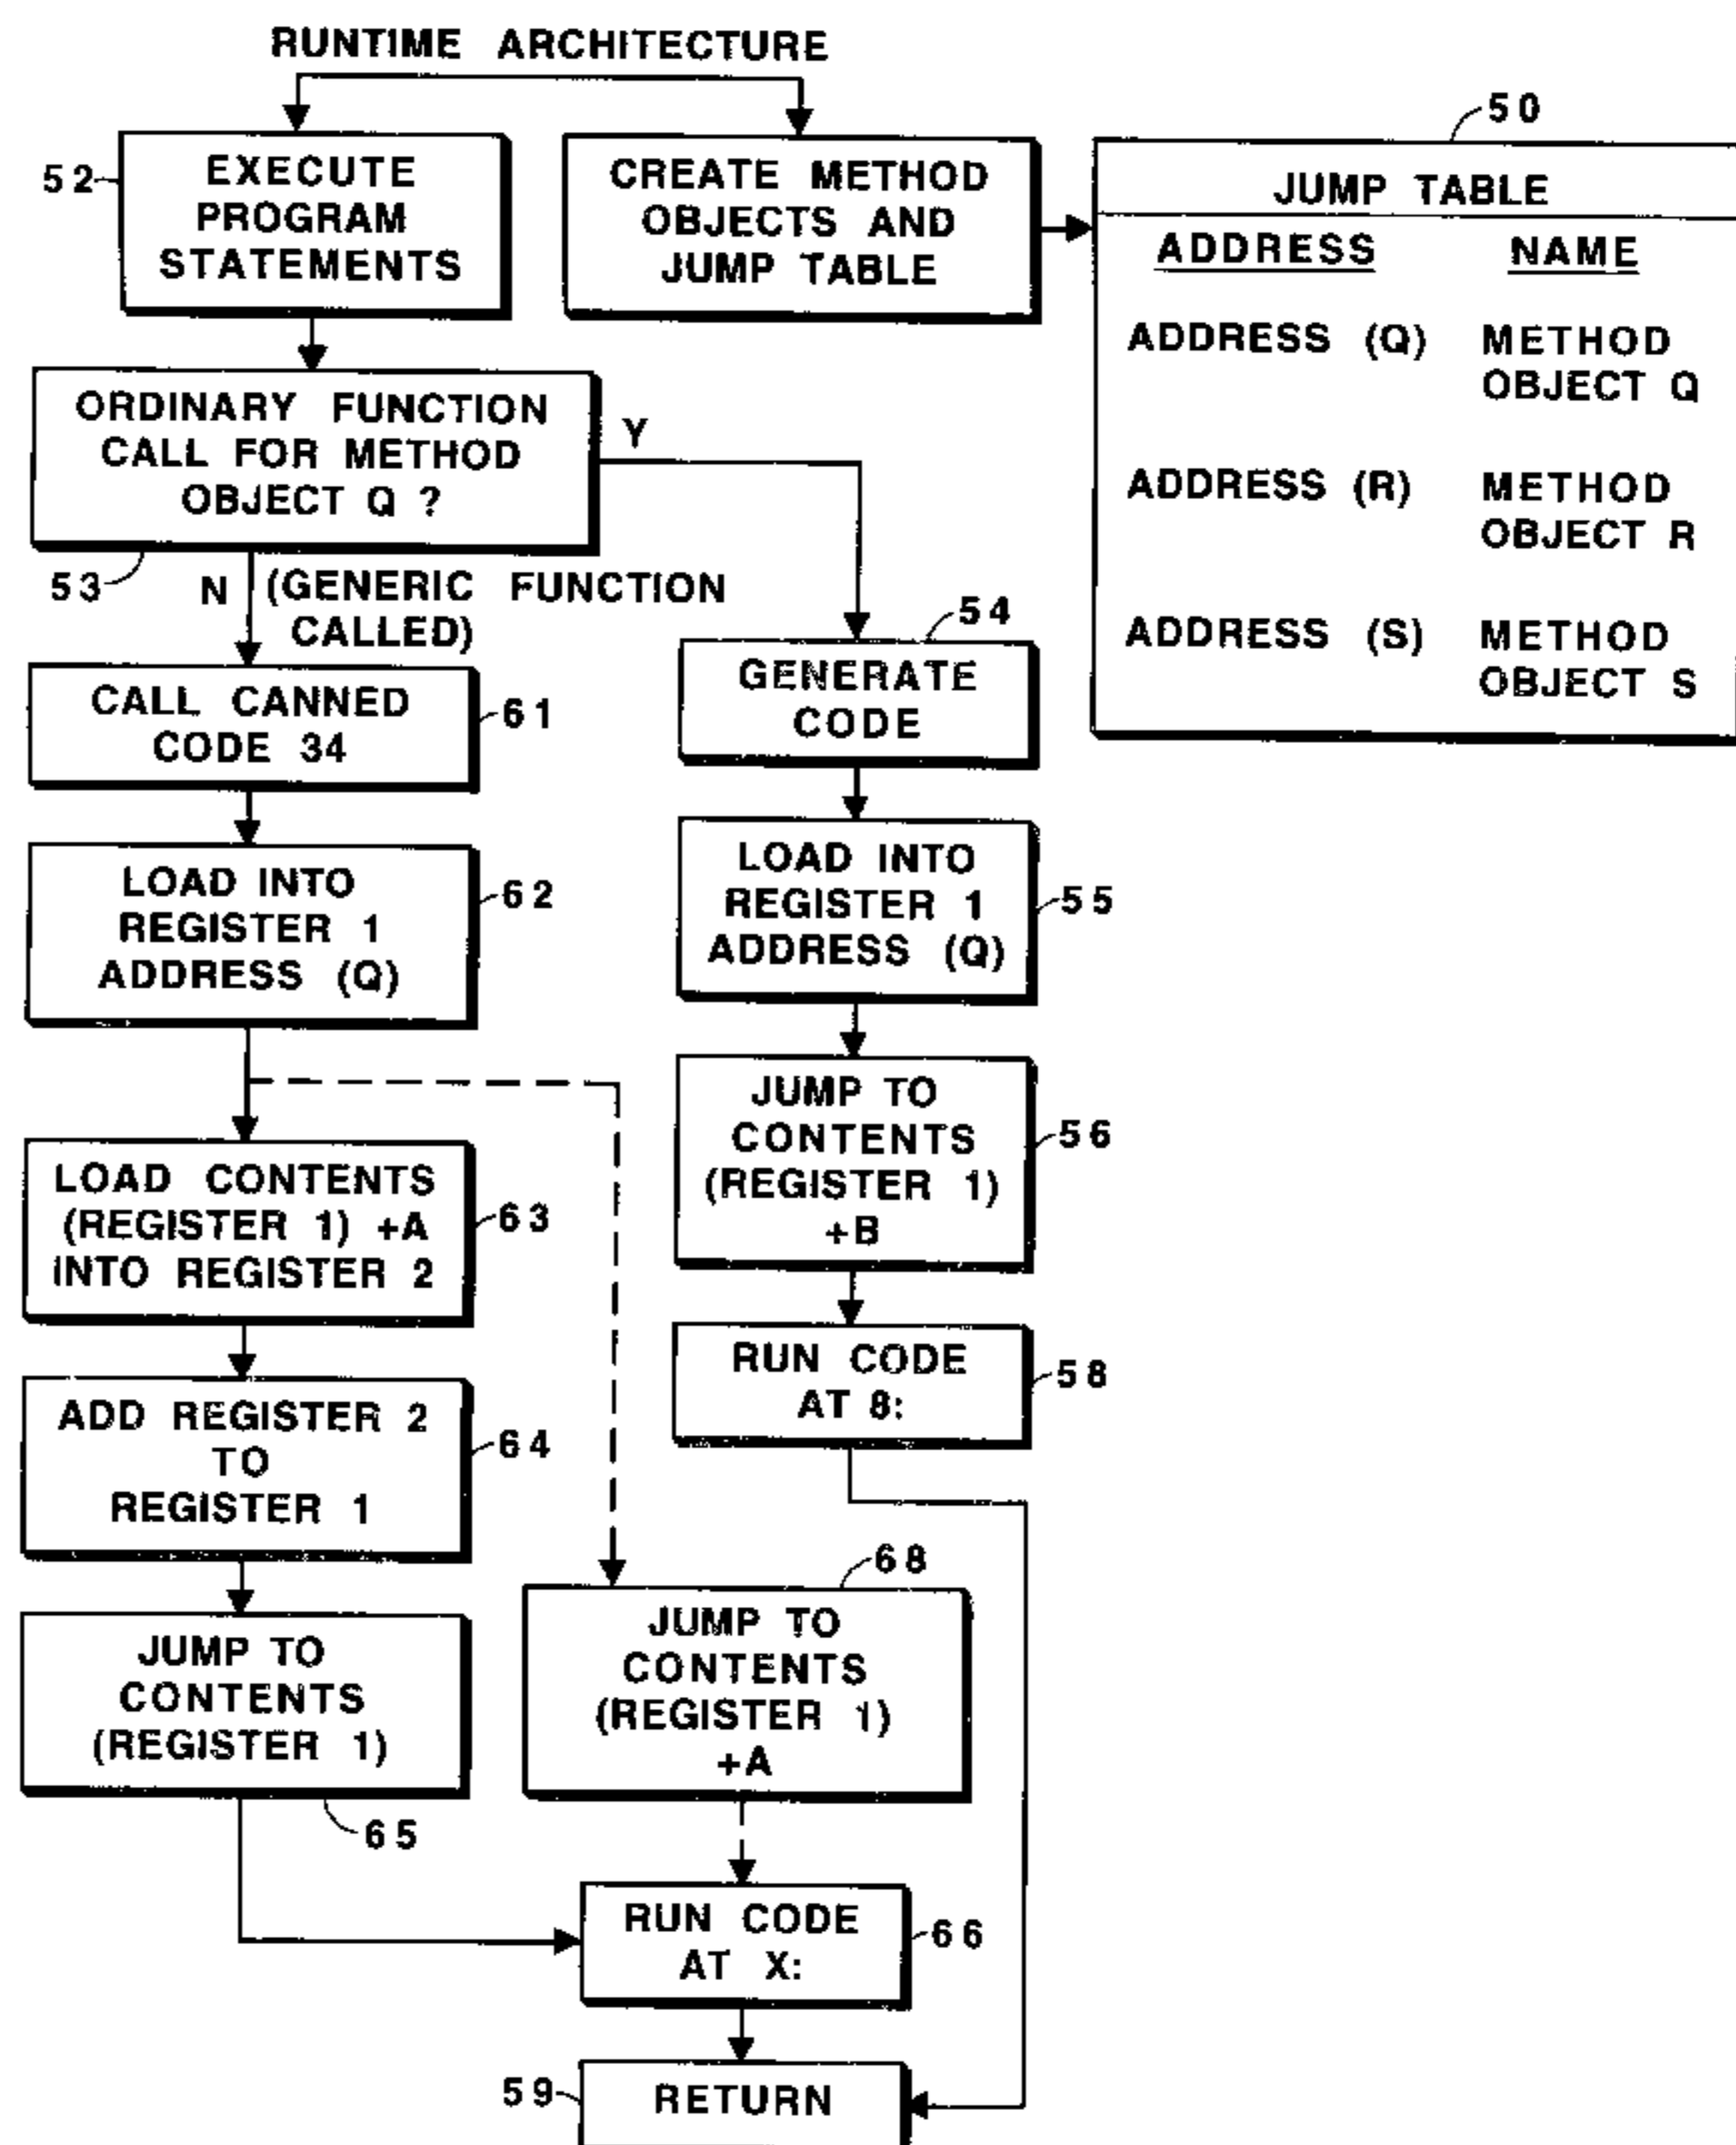 RUNTIME ARCHITECTURE
52
EXECUTE
PROGRAM
STATEMENTS
CREATE METHOD
OBJECTS AND
JUMP TABLE
50
JUMP TABLE
ADDRESS NAME
ADDRESS (Q) METHOD
OBJECT Q
ADDRESS (R) METHOD
OBJECT R
ADDRESS (S) METHOD
OBJECT S
ORDINARY FUNCTION
CALL FOR METHOD
OBJECT Q ?
Y
53
N (GENERIC FUNCTION
CALLED)
54
GENERATE
CODE
CALL CANNED
CODE 34
61
LOAD INTO
REGISTER 1
ADDRESS (Q)
62
LOAD INTO
REGISTER 1
ADDRESS (Q)
55
JUMP TO
CONTENTS
(REGISTER 1)
+B
56
LOAD CONTENTS
(REGISTER 1) +A
INTO REGISTER 2
63
RUN CODE
AT 8:
58
ADD REGISTER 2
TO
REGISTER 1
64
JUMP TO
CONTENTS
(REGISTER 1)
65
68
JUMP TO
CONTENTS
(REGISTER 1)
+A
RUN CODE
AT X:
66
59
RETURN